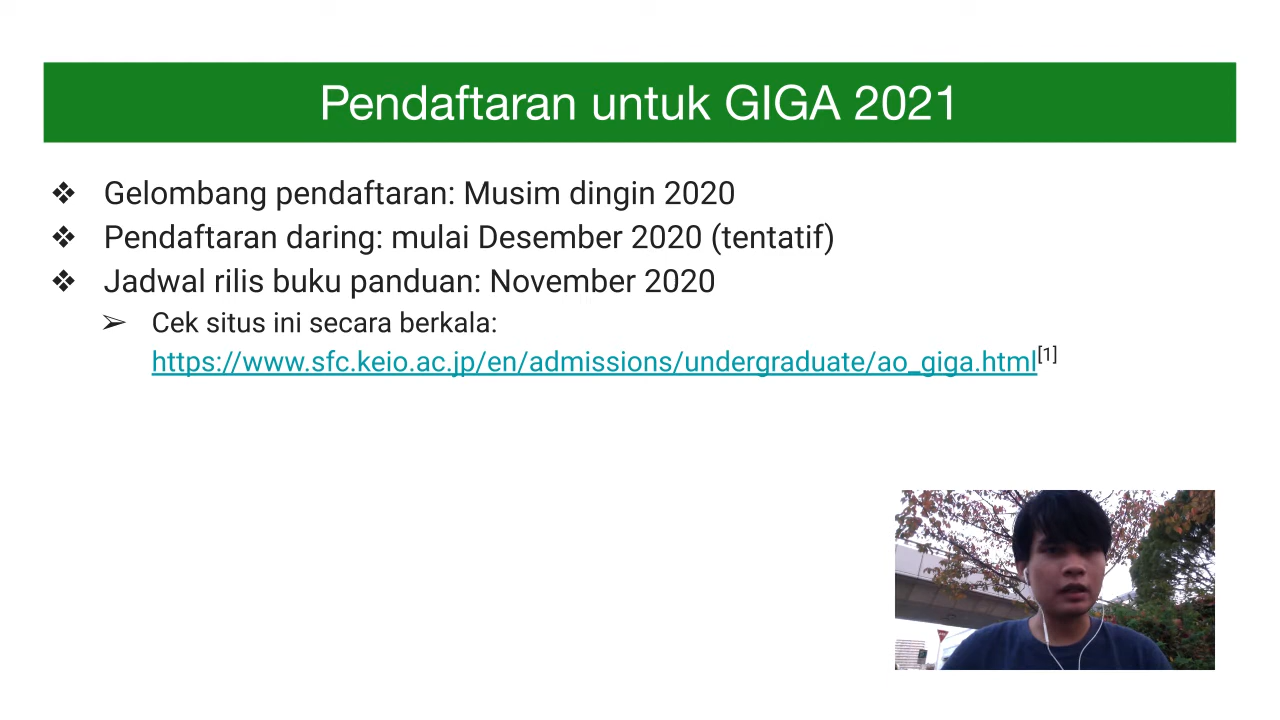 Pendaftaran untuk GIGA 2021
❖ Gelombang pendaftaran: Musim dingin 2020
❖ Pendaftaran daring: mulai Desember 2020 (tentatif)
❖ Jadwal rilis buku panduan: November 2020
➢ Cek situs ini secara berkala:
https://www.sfc.keio.ac.jp/en/admissions/undergraduate/ao_giga.html[1]